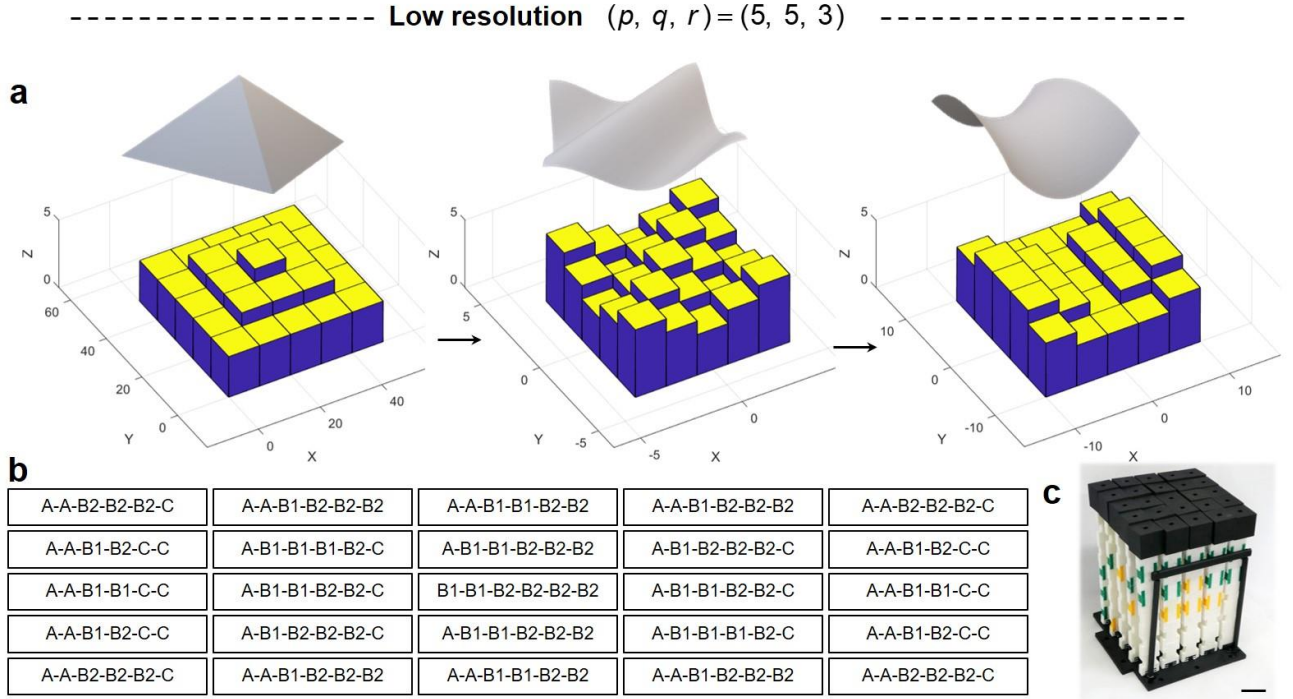 Low resolution (p, q, r) = (5, 5, 3)
a
5
Z
0
60
40
20
0
Y
0
20
40
X
5
Z
0
5
0
-5
Y
-5
0
X
5
Z
0
10
0
-10
Y
-10
0
10
X
b
A-A-B2-B2-B2-C A-A-B1-B2-B2-B2 A-A-B1-B1-B2-B2 A-A-B1-B2-B2-B2 A-A-B2-B2-B2-C
A-A-B1-B2-C-C A-B1-B1-B1-B2-C A-B1-B1-B2-B2-B2 A-B1-B2-B2-B2-C A-A-B1-B2-C-C
A-A-B1-B1-C-C A-B1-B1-B2-B2-C B1-B1-B2-B2-B2-B2 A-B1-B1-B2-B2-C A-A-B1-B1-C-C
A-A-B1-B2-C-C A-B1-B2-B2-B2-C A-B1-B1-B2-B2-B2 A-B1-B1-B1-B2-C A-A-B1-B2-C-C
A-A-B2-B2-B2-C A-A-B1-B2-B2-B2 A-A-B1-B1-B2-B2 A-A-B1-B2-B2-B2 A-A-B2-B2-B2-C
c